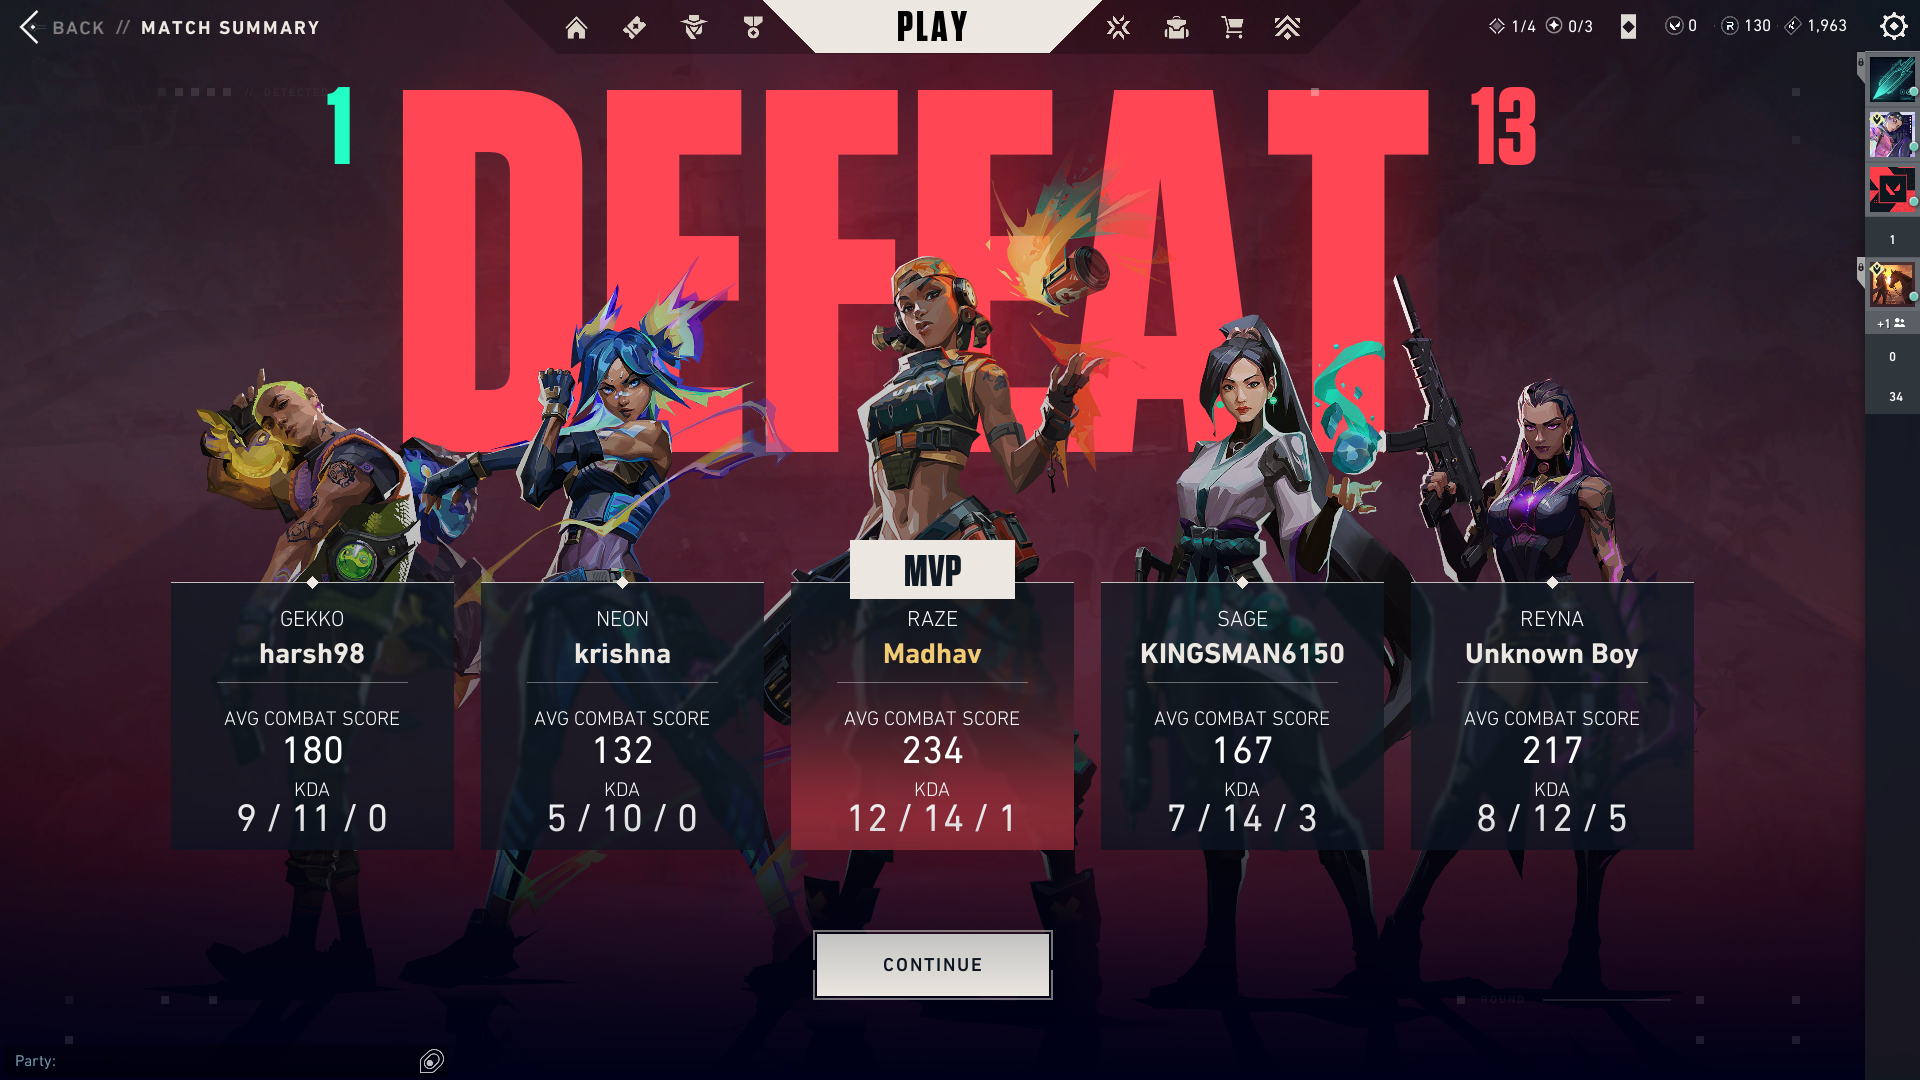 BACK // MATCH SUMMARY
PLAY
1/4 0/3 0 130 1,963
// DETECTED
1 DEFEAT 13
1
+1
0
34
MVP
GEKKO
harsh98
AVG COMBAT SCORE
180
KDA
9 / 11 / 0
NEON
krishna
AVG COMBAT SCORE
132
KDA
5 / 10 / 0
RAZE
Madhav
AVG COMBAT SCORE
234
KDA
12 / 14 / 1
SAGE
KINGSMAN6150
AVG COMBAT SCORE
167
KDA
7 / 14 / 3
REYNA
Unknown Boy
AVG COMBAT SCORE
217
KDA
8 / 12 / 5
CONTINUE
ROUND
Party: